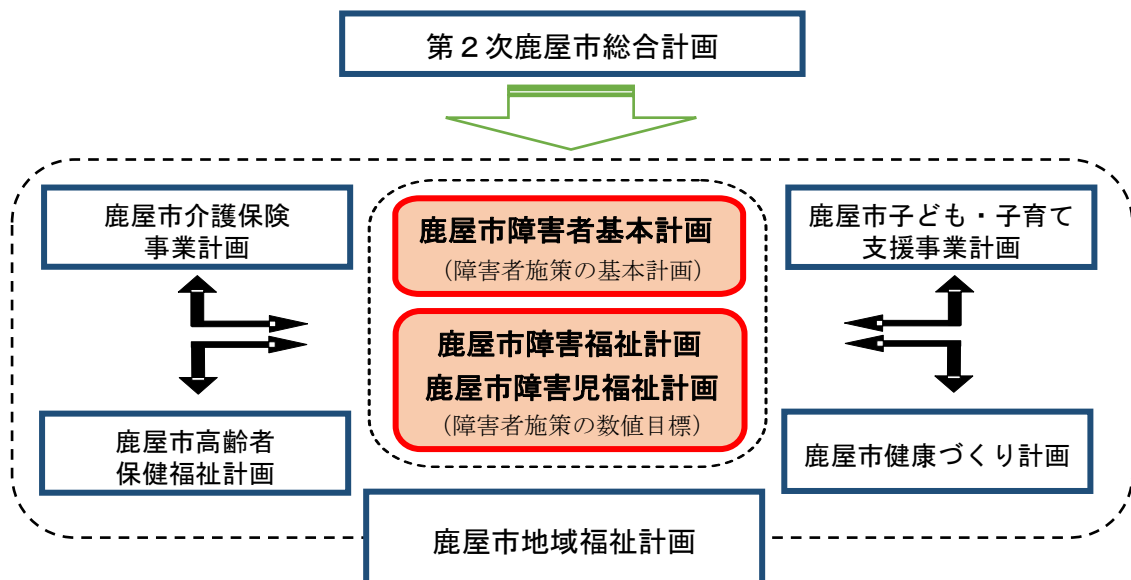 第２次鹿屋市総合計画
鹿屋市介護保険
事業計画
鹿屋市障害者基本計画
（障害者施策の基本計画）
鹿屋市子ども・子育て
支援事業計画
鹿屋市障害福祉計画
鹿屋市障害児福祉計画
（障害者施策の数値目標）
鹿屋市高齢者
保健福祉計画
鹿屋市健康づくり計画
鹿屋市地域福祉計画